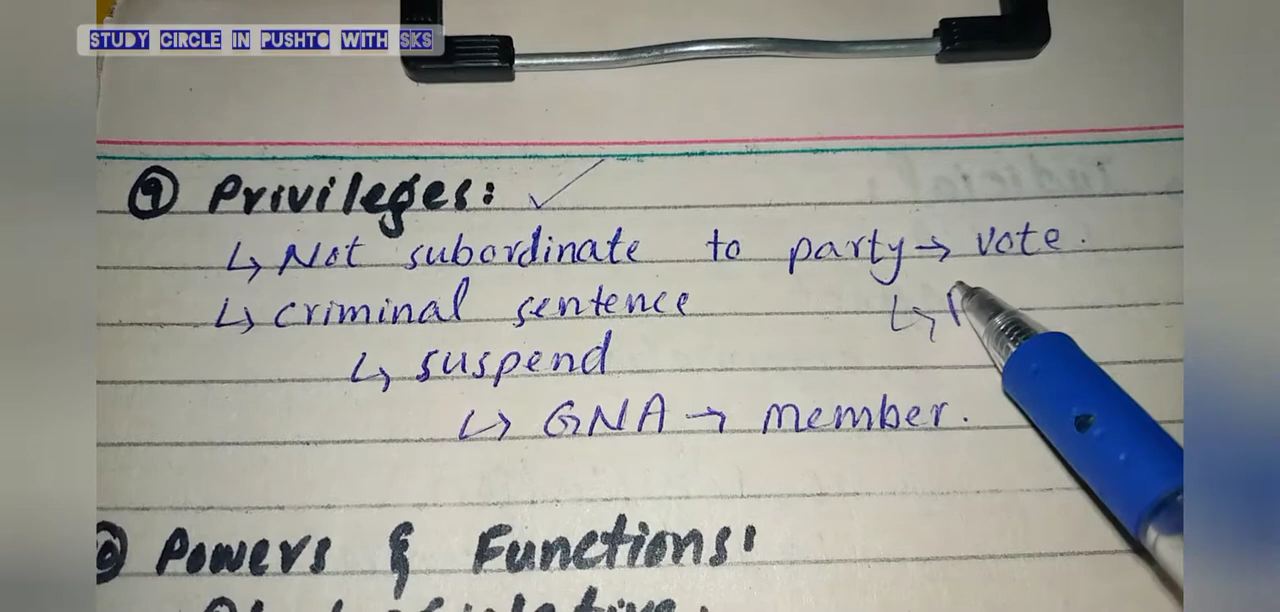 STUDY CIRCLE IN PUSHTO WITH SKS
⑨ Privileges: ✓
↳ Not subordinate to party → vote.
↳ criminal sentence ↳
↳ suspend
↳ GNA → member.
Powers & Functions: